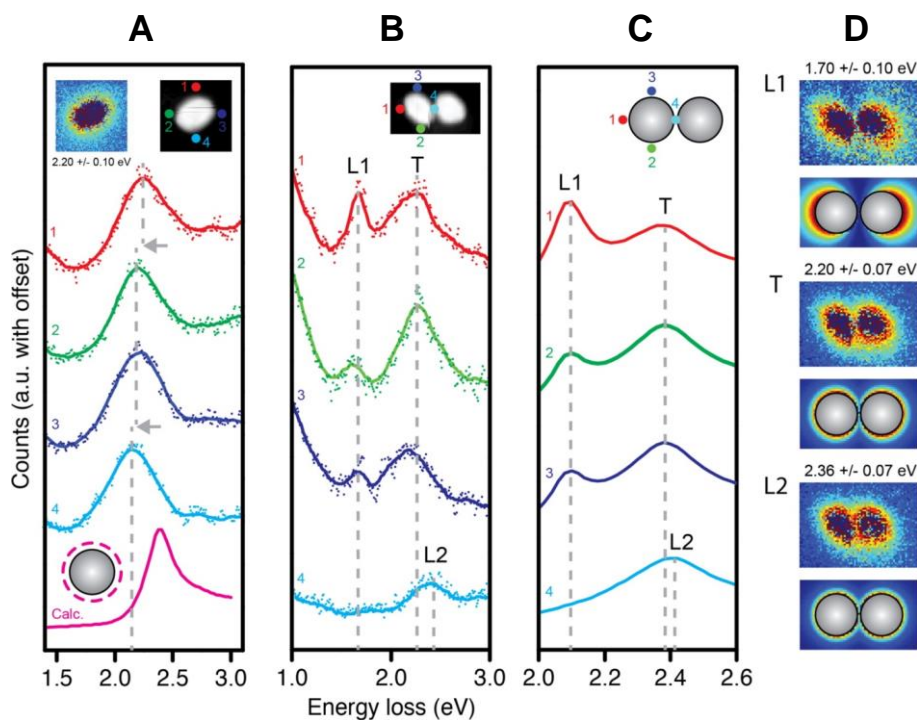 A B C D
Counts (a.u. with offset)
1
2
3
4
2.20 +/- 0.10 eV
1
2
3
4
Calc.
1.5 2.0 2.5 3.0
3
1
4
2
L1 T
1
2
3
L2
4
1.0 2.0 3.0
Energy loss (eV)
3
1
4
2
L1
T
1
2
3
L2
4
2.0 2.2 2.4 2.6
L1
1.70 +/- 0.10 eV
T
2.20 +/- 0.07 eV
L2
2.36 +/- 0.07 eV